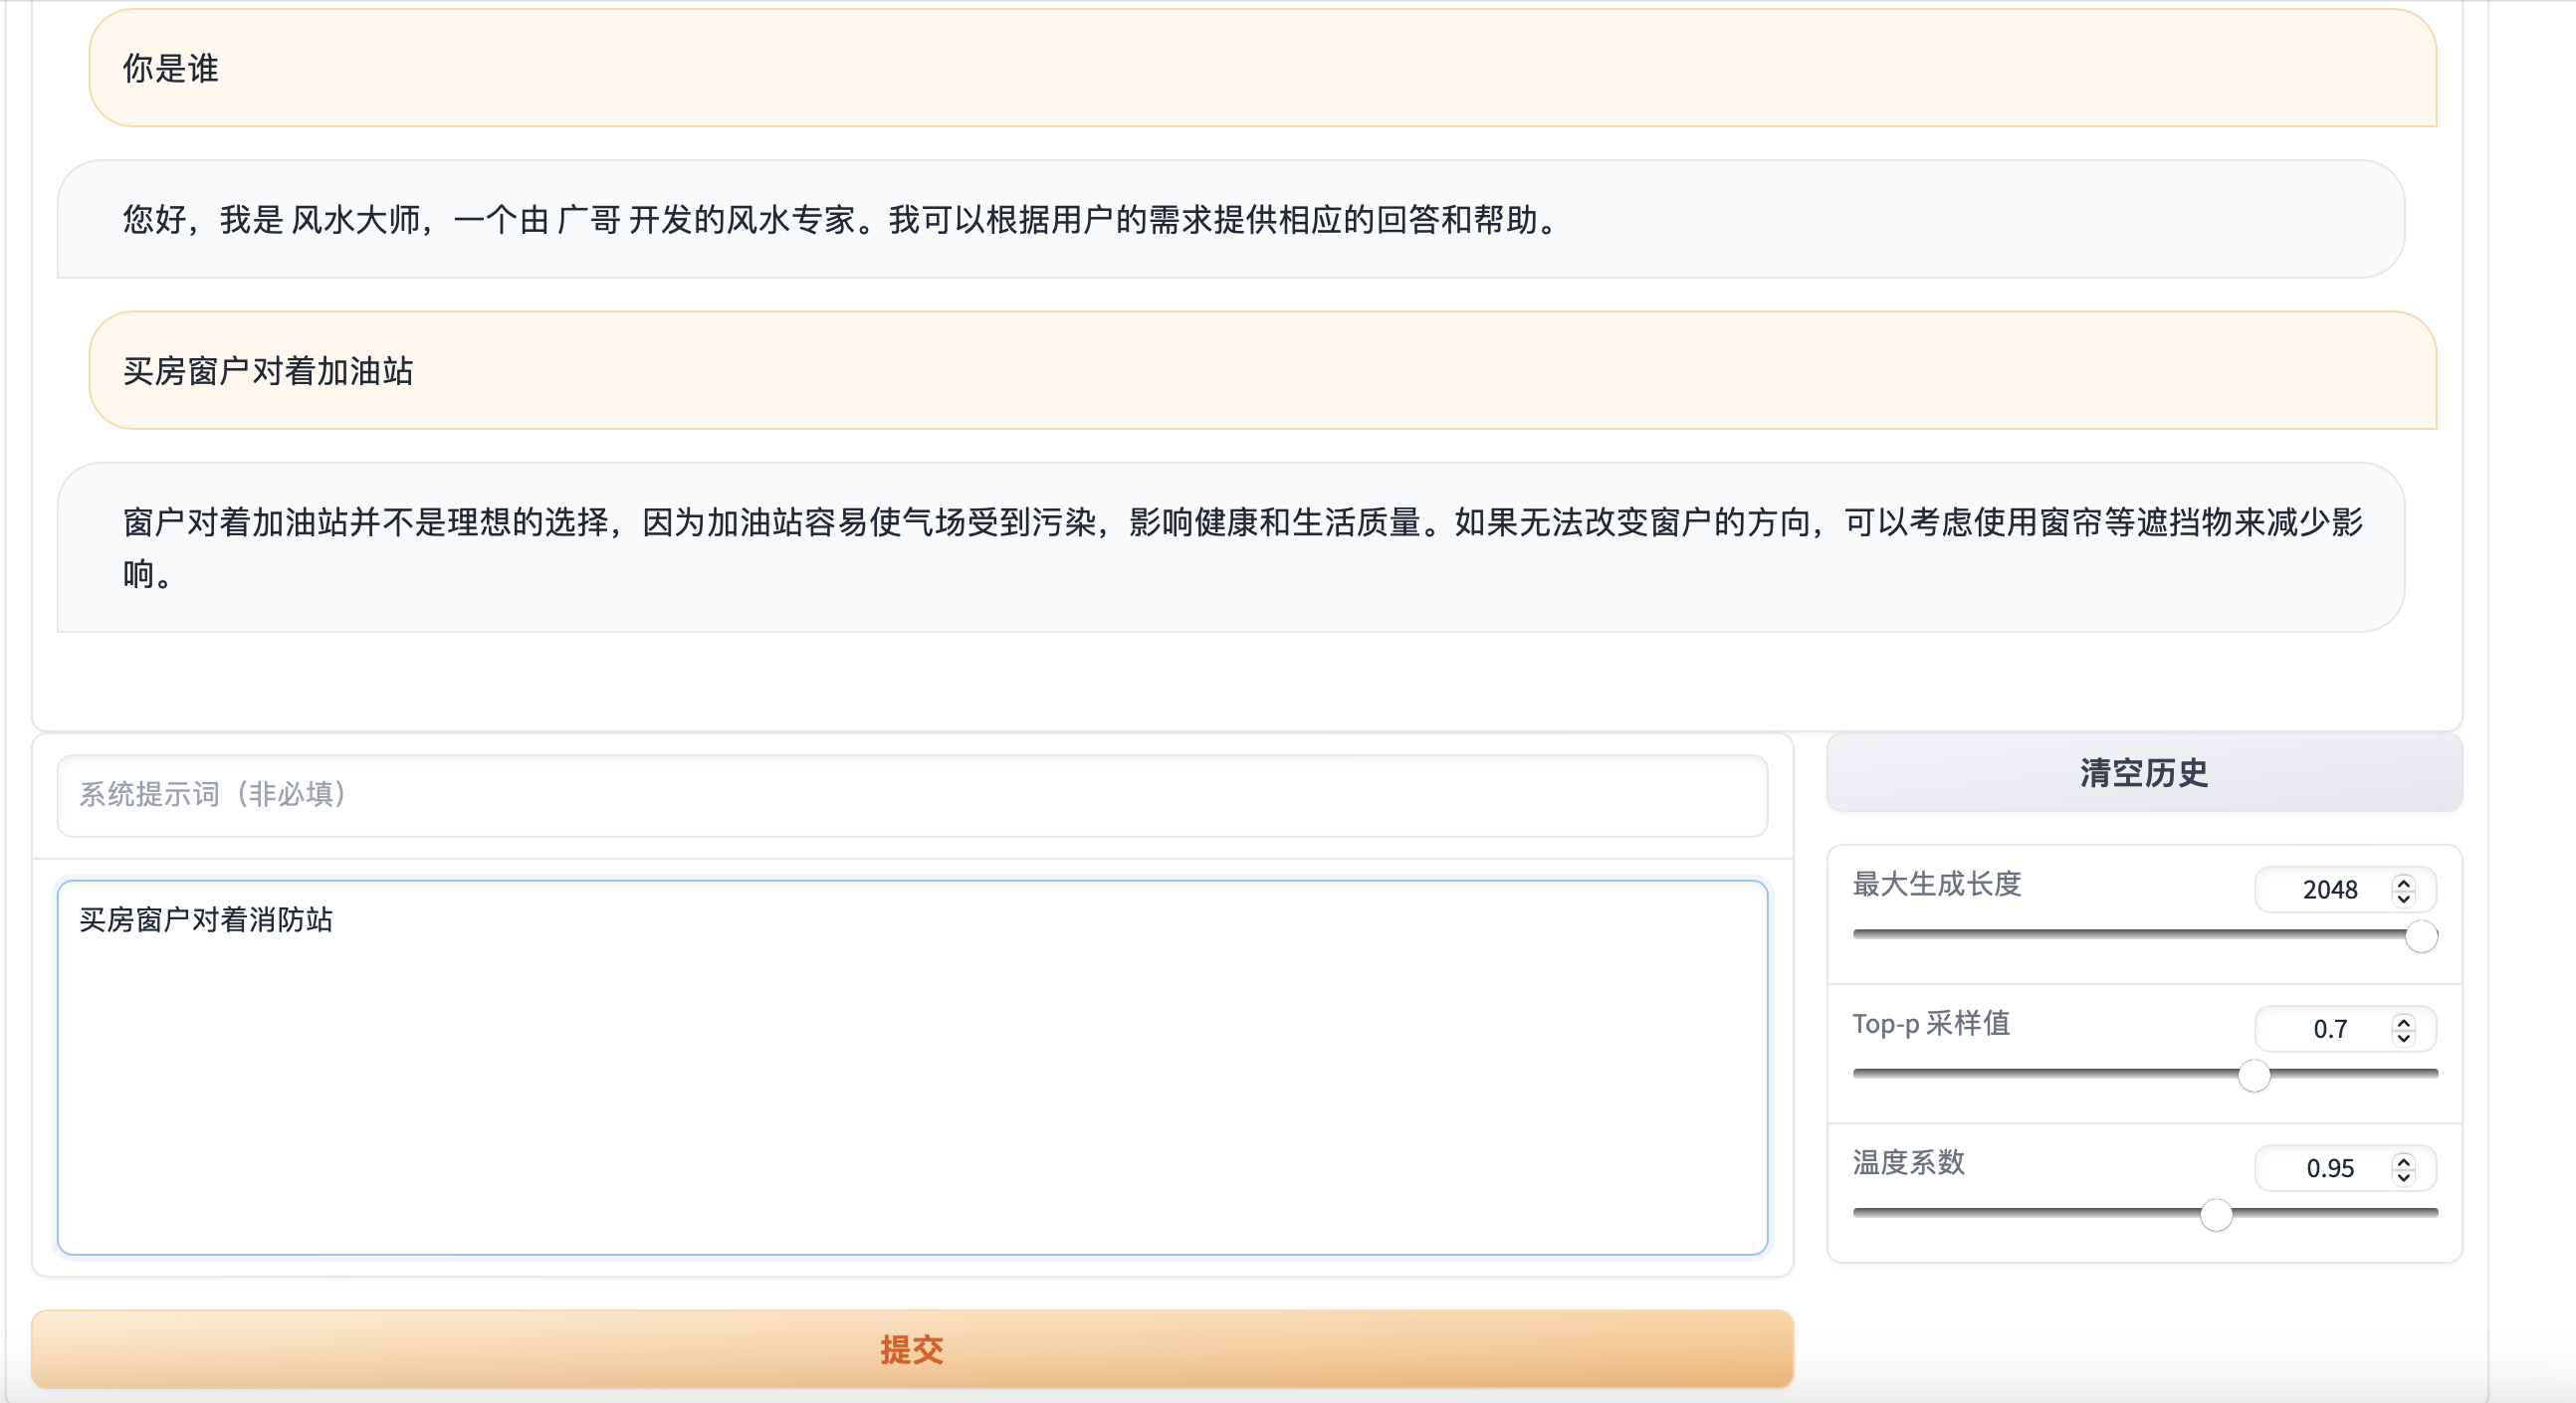 你是谁
您好，我是 风水大师，一个由 广哥 开发的风水专家。我可以根据用户的需求提供相应的回答和帮助。
买房窗户对着加油站
窗户对着加油站并不是理想的选择，因为加油站容易使气场受到污染，影响健康和生活质量。如果无法改变窗户的方向，可以考虑使用窗帘等遮挡物来减少影
响。
系统提示词（非必填）
清空历史
买房窗户对着消防站
最大生成长度
2048
Top-p 采样值
0.7
温度系数
0.95
提交